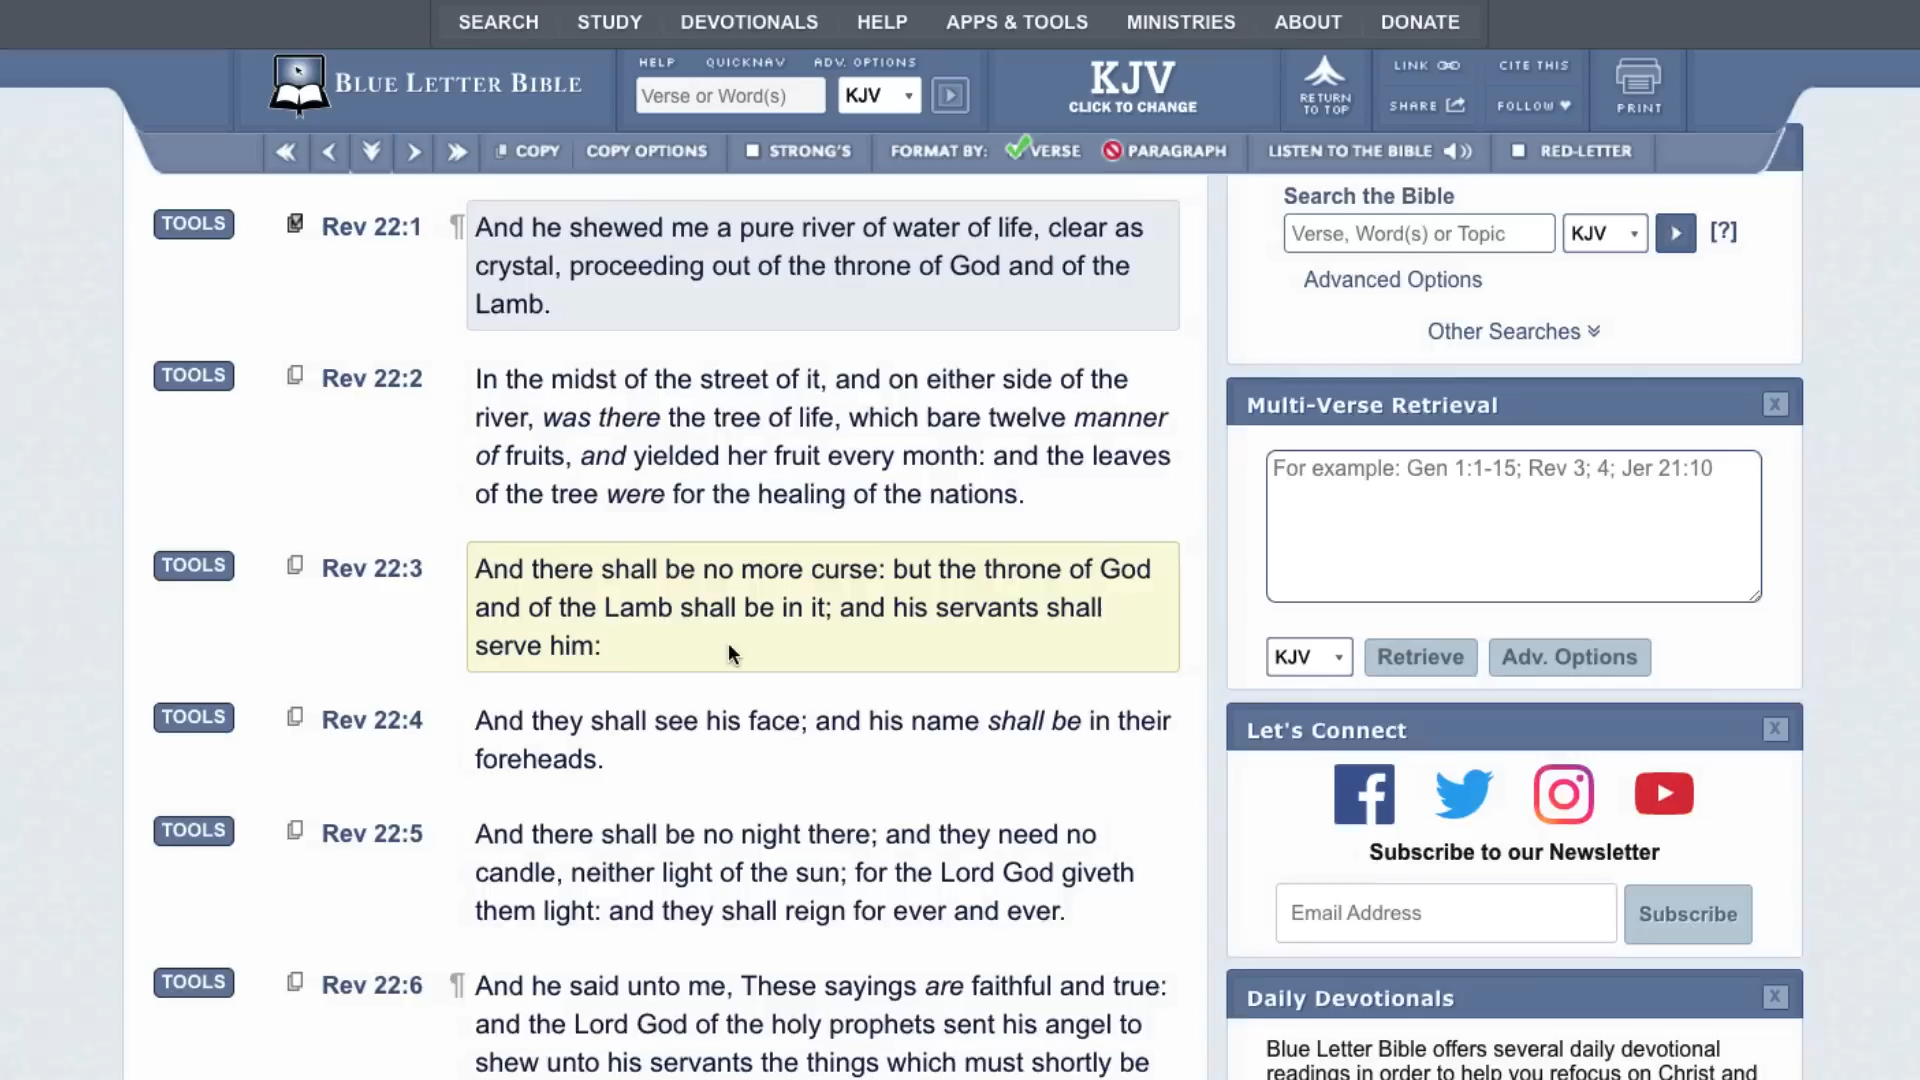 SEARCH STUDY DEVOTIONALS HELP APPS & TOOLS MINISTRIES ABOUT DONATE
BLUE LETTER BIBLE
HELP QUICKNAV ADV. OPTIONS
Verse or Word(s) KJV
KJV
CLICK TO CHANGE
RETURN
TO TOP
LINK CITE THIS
SHARE FOLLOW
PRINT
COPY COPY OPTIONS STRONG'S FORMAT BY: VERSE PARAGRAPH LISTEN TO THE BIBLE RED-LETTER
TOOLS Rev 22:1 ¶ And he shewed me a pure river of water of life, clear as
crystal, proceeding out of the throne of God and of the
Lamb.
TOOLS Rev 22:2 In the midst of the street of it, and on either side of the
river, was there the tree of life, which bare twelve manner
of fruits, and yielded her fruit every month: and the leaves
of the tree were for the healing of the nations.
TOOLS Rev 22:3 And there shall be no more curse: but the throne of God
and of the Lamb shall be in it; and his servants shall
serve him:
TOOLS Rev 22:4 And they shall see his face; and his name shall be in their
foreheads.
TOOLS Rev 22:5 And there shall be no night there; and they need no
candle, neither light of the sun; for the Lord God giveth
them light: and they shall reign for ever and ever.
TOOLS Rev 22:6 ¶ And he said unto me, These sayings are faithful and true:
and the Lord God of the holy prophets sent his angel to
shew unto his servants the things which must shortly be
Search the Bible
Verse, Word(s) or Topic KJV [?]
Advanced Options
Other Searches
Multi-Verse Retrieval X
For example: Gen 1:1-15; Rev 3; 4; Jer 21:10
KJV Retrieve Adv. Options
Let's Connect X
Subscribe to our Newsletter
Email Address Subscribe
Daily Devotionals X
Blue Letter Bible offers several daily devotional
readings in order to help you refocus on Christ and